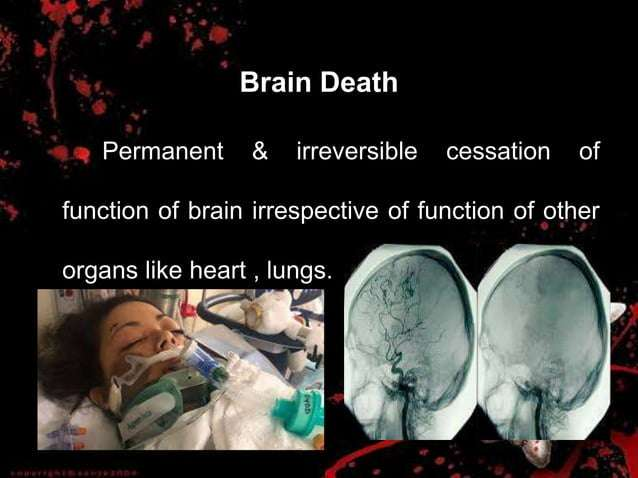 Brain Death
Permanent & irreversible cessation of
function of brain irrespective of function of other
organs like heart , lungs.